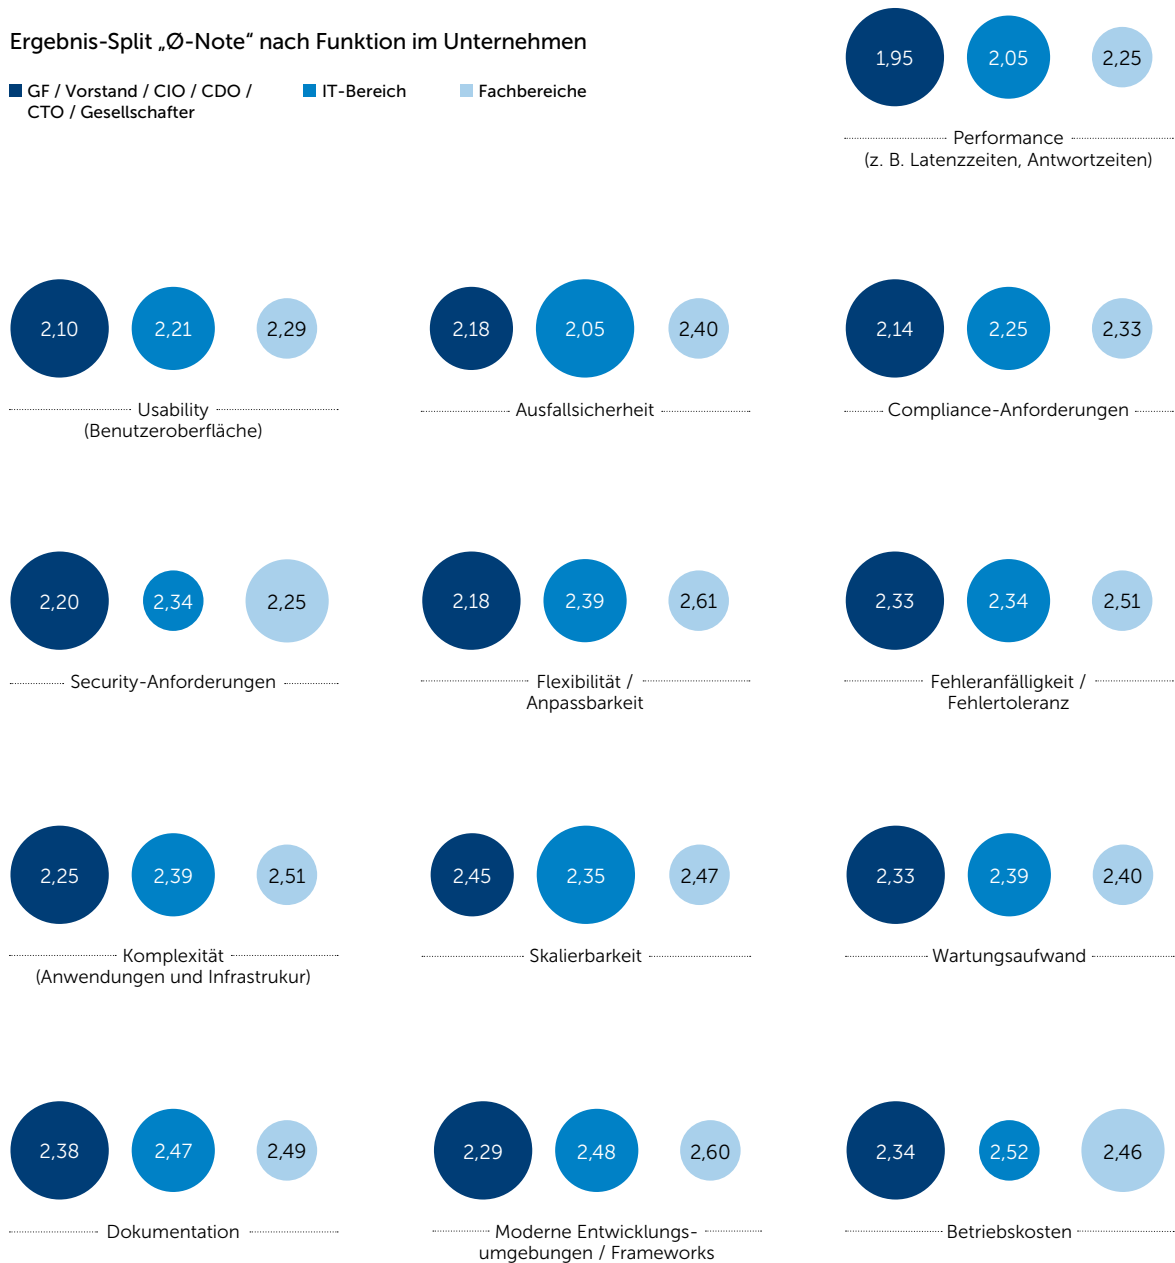 Ergebnis-Split „Ø-Note“ nach Funktion im Unternehmen
GF / Vorstand / CIO / CDO /
CTO / Gesellschafter
IT-Bereich
Fachbereiche
1,95 2,05 2,25
Performance
(z. B. Latenzzeiten, Antwortzeiten)
2,10 2,21 2,29
Usability
(Benutzeroberfläche)
2,18 2,05 2,40
Ausfallsicherheit
2,14 2,25 2,33
Compliance-Anforderungen
2,20 2,34 2,25
Security-Anforderungen
2,18 2,39 2,61
Flexibilität /
Anpassbarkeit
2,33 2,34 2,51
Fehleranfälligkeit /
Fehlertoleranz
2,25 2,39 2,51
Komplexität
(Anwendungen und Infrastrukur)
2,45 2,35 2,47
Skalierbarkeit
2,33 2,39 2,40
Wartungsaufwand
2,38 2,47 2,49
Dokumentation
2,29 2,48 2,60
Moderne Entwicklungs-
umgebungen / Frameworks
2,34 2,52 2,46
Betriebskosten